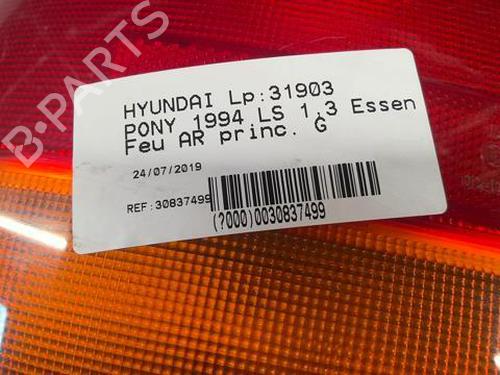 B-PARTS
HYUNDAI Lp:31903
PONY 1994 LS 1,3 Essen
Feu AR princ. G
24/07/2019
REF:30837499
(?000)0030837499